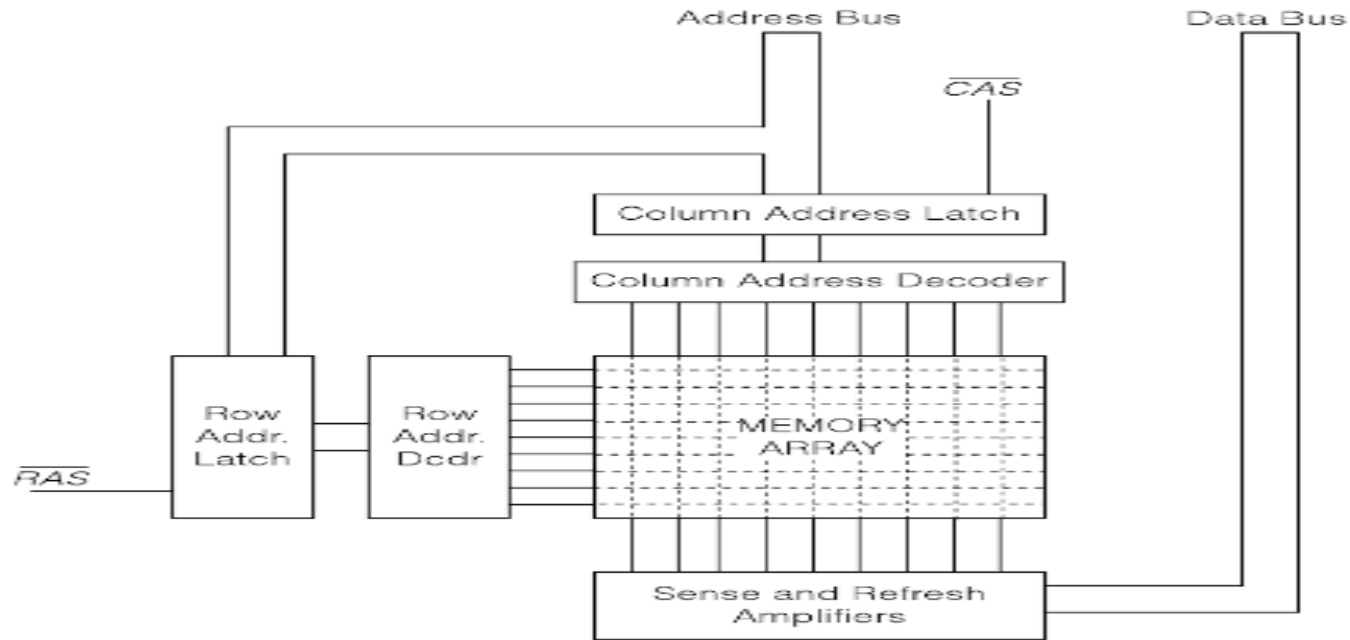 Address Bus
Data Bus
CAS
Column Address Latch
Column Address Decoder
Row
Addr.
Latch
Row
Addr.
Dcdr
MEMORY
ARRAY
RAS
Sense and Refresh
Amplifiers